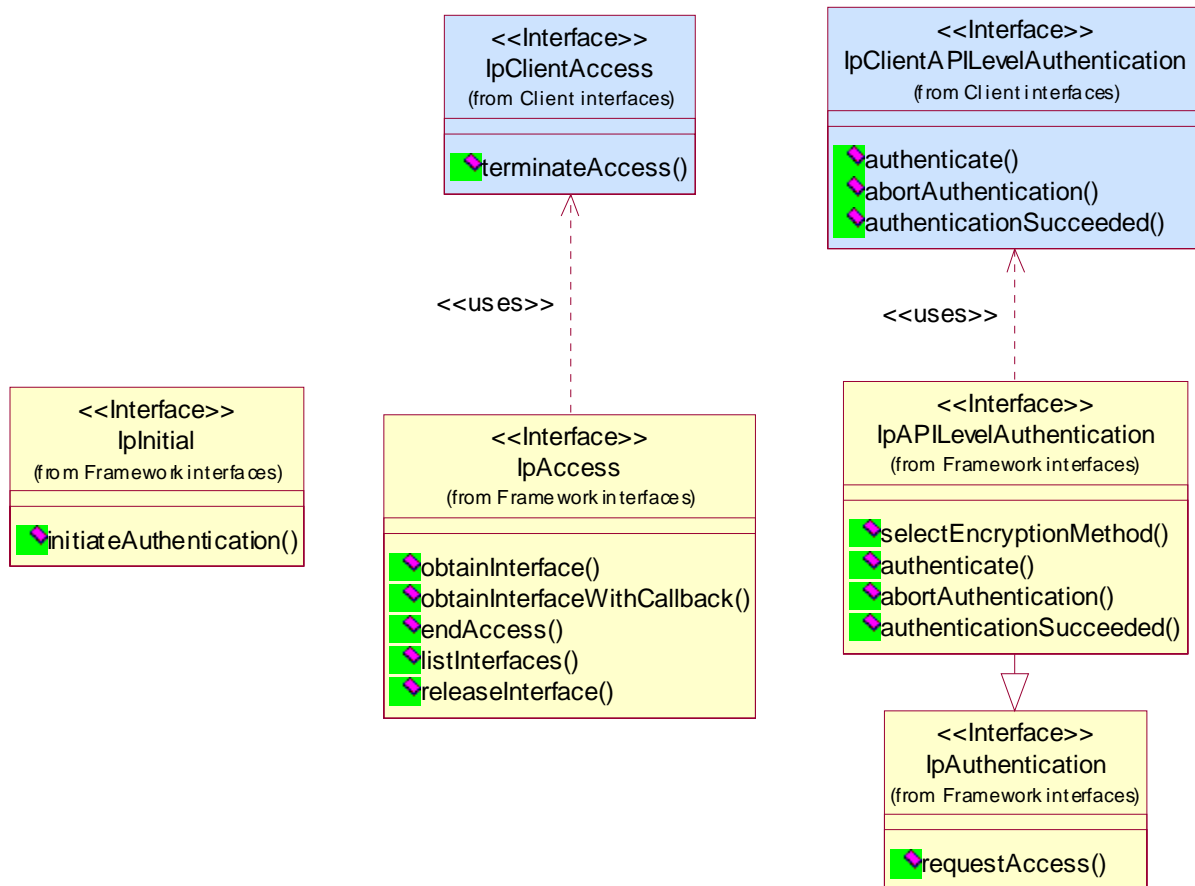 <<Interface>>
IpClientAccess
(from Client interfaces)
terminateAccess()
<<Interface>>
IpClientAPILevelAuthentication
(from Client interfaces)
authenticate()
abortAuthentication()
authenticationSucceeded()
<<uses>>
<<uses>>
<<Interface>>
IpInitial
(from Framework interfaces)
initiateAuthentication()
<<Interface>>
IpAccess
(from Framework interfaces)
obtainInterface()
obtainInterfaceWithCallback()
endAccess()
listInterfaces()
releaseInterface()
<<Interface>>
IpAPILevelAuthentication
(from Framework interfaces)
selectEncryptionMethod()
authenticate()
abortAuthentication()
authenticationSucceeded()
<<Interface>>
IpAuthentication
(from Framework interfaces)
requestAccess()